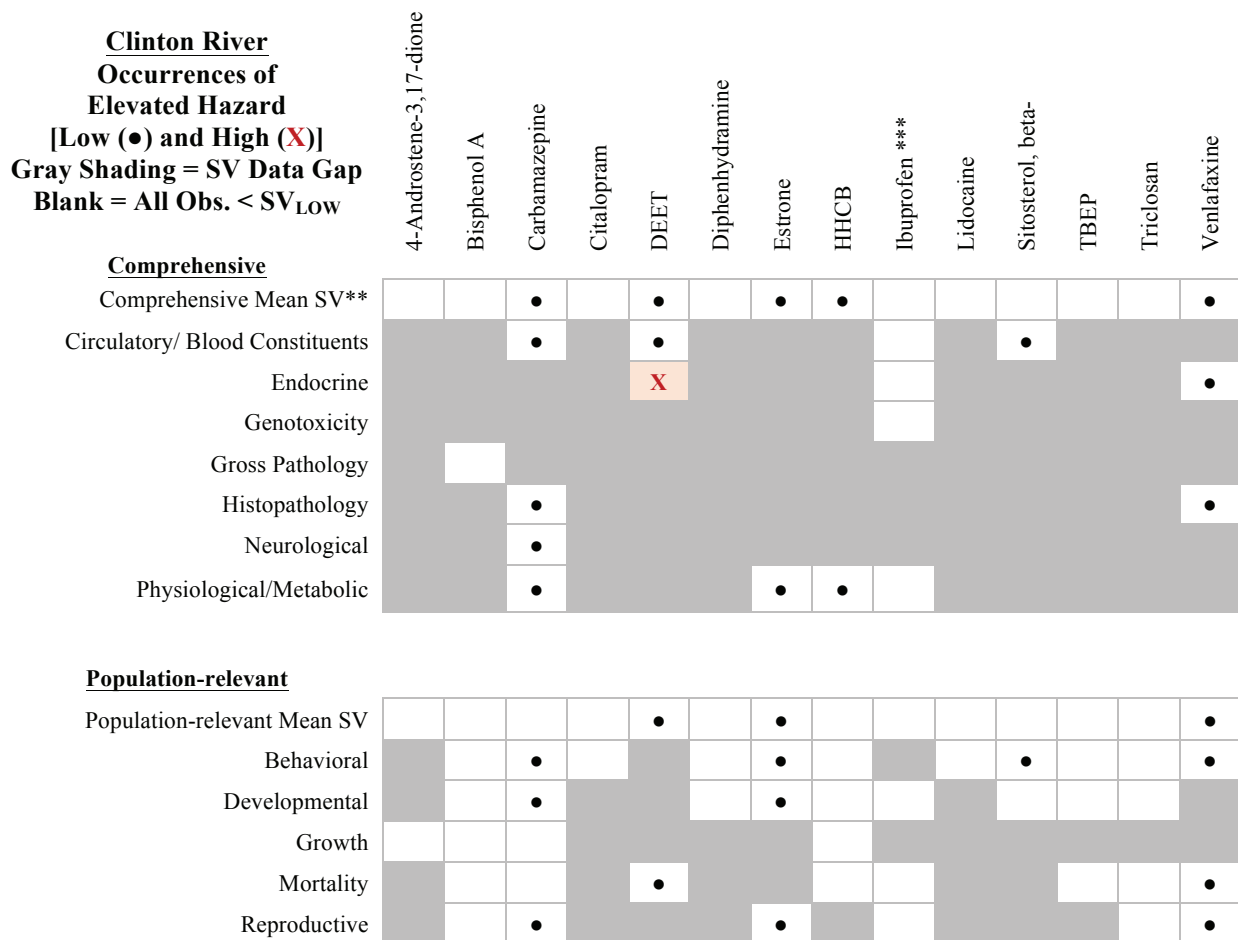 Clinton River
Occurrences of
Elevated Hazard
[Low (●) and High (X)]
Gray Shading = SV Data Gap
Blank = All Obs. < SV_LOW
4-Androstene-3,17-dione
Bisphenol A
Carbamazepine
Citalopram
DEET
Diphenhydramine
Estrone
HHCB
Ibuprofen ***
Lidocaine
Sitosterol, beta-
TBEP
Triclosan
Venlafaxine
Comprehensive
Comprehensive Mean SV** ● ● ● ● ●
Circulatory/ Blood Constituents ● ● ●
Endocrine X ●
Genotoxicity
Gross Pathology
Histopathology ● ●
Neurological ●
Physiological/Metabolic ● ● ●
Population-relevant
Population-relevant Mean SV ● ● ●
Behavioral ● ● ● ●
Developmental ● ●
Growth
Mortality ● ●
Reproductive ● ● ●